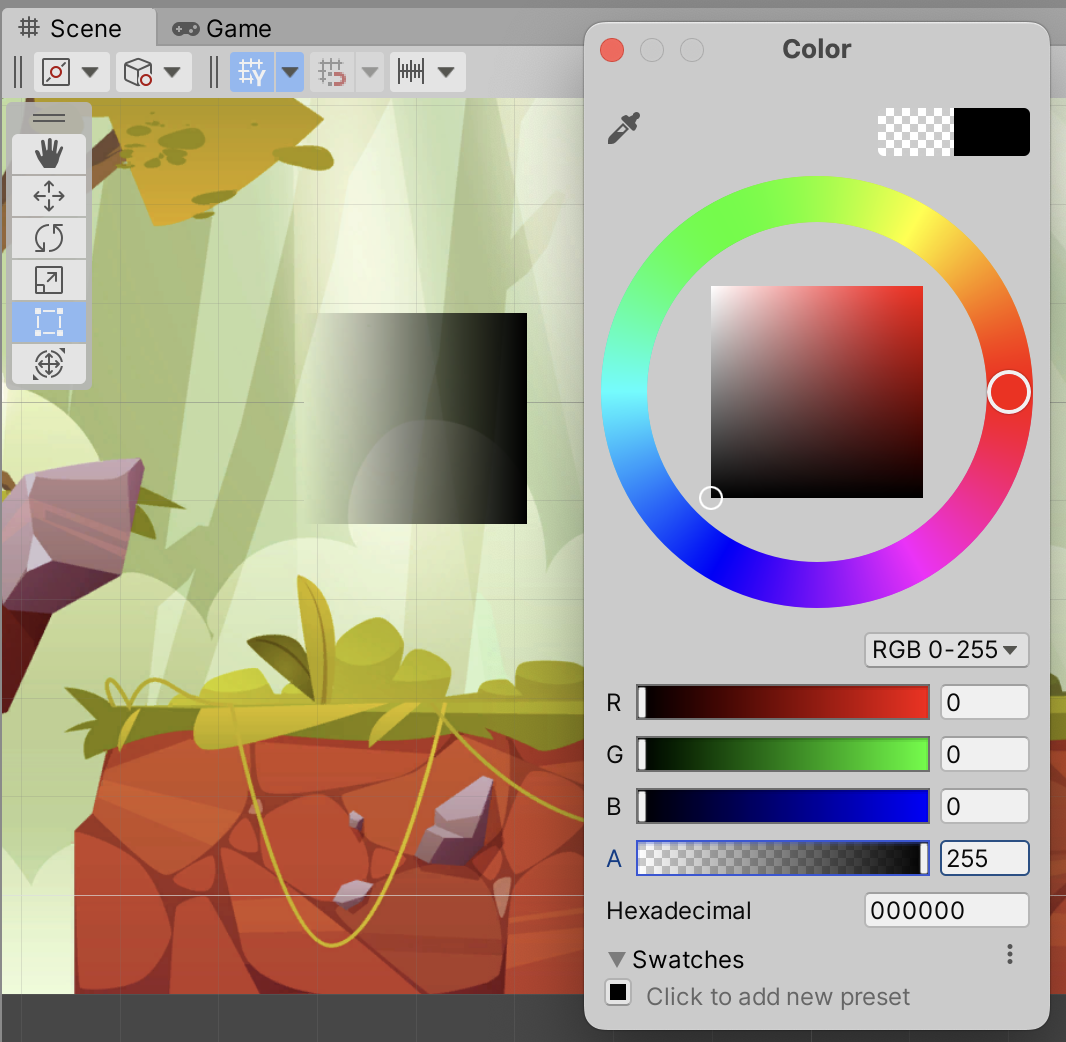 Scene
Game
Color
RGB 0-255
R
0
G
0
B
0
A
255
Hexadecimal
000000
Swatches
Click to add new preset